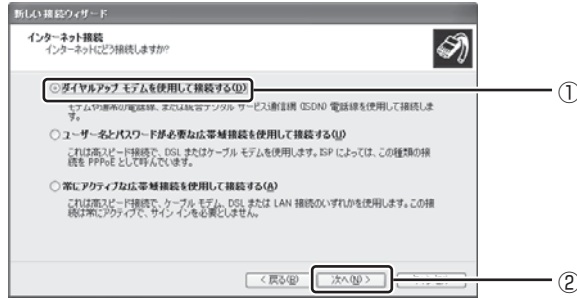 新しい接続ウィザード
インターネット接続
インターネットにどう接続しますか?
ダイヤルアップ モデムを使用して接続する(D)
①
モデムや通常の電話線、または統合デジタル サービス通信網 (ISDN) 電話線を使用して接続しま
す。
ユーザー名とパスワードが必要な広帯域接続を使用して接続する(U)
これは高スピード接続で、DSL またはケーブル モデムを使用します。ISP によっては、この種類の接
続を PPPoE として呼んでいます。
常にアクティブな広帯域接続を使用して接続する(A)
これは高スピード接続で、ケーブル モデム、DSL または LAN 接続のいずれかを使用します。この接
続は常にアクティブで、サイン インを必要としません。
< 戻る(B)
次へ(N) >
②